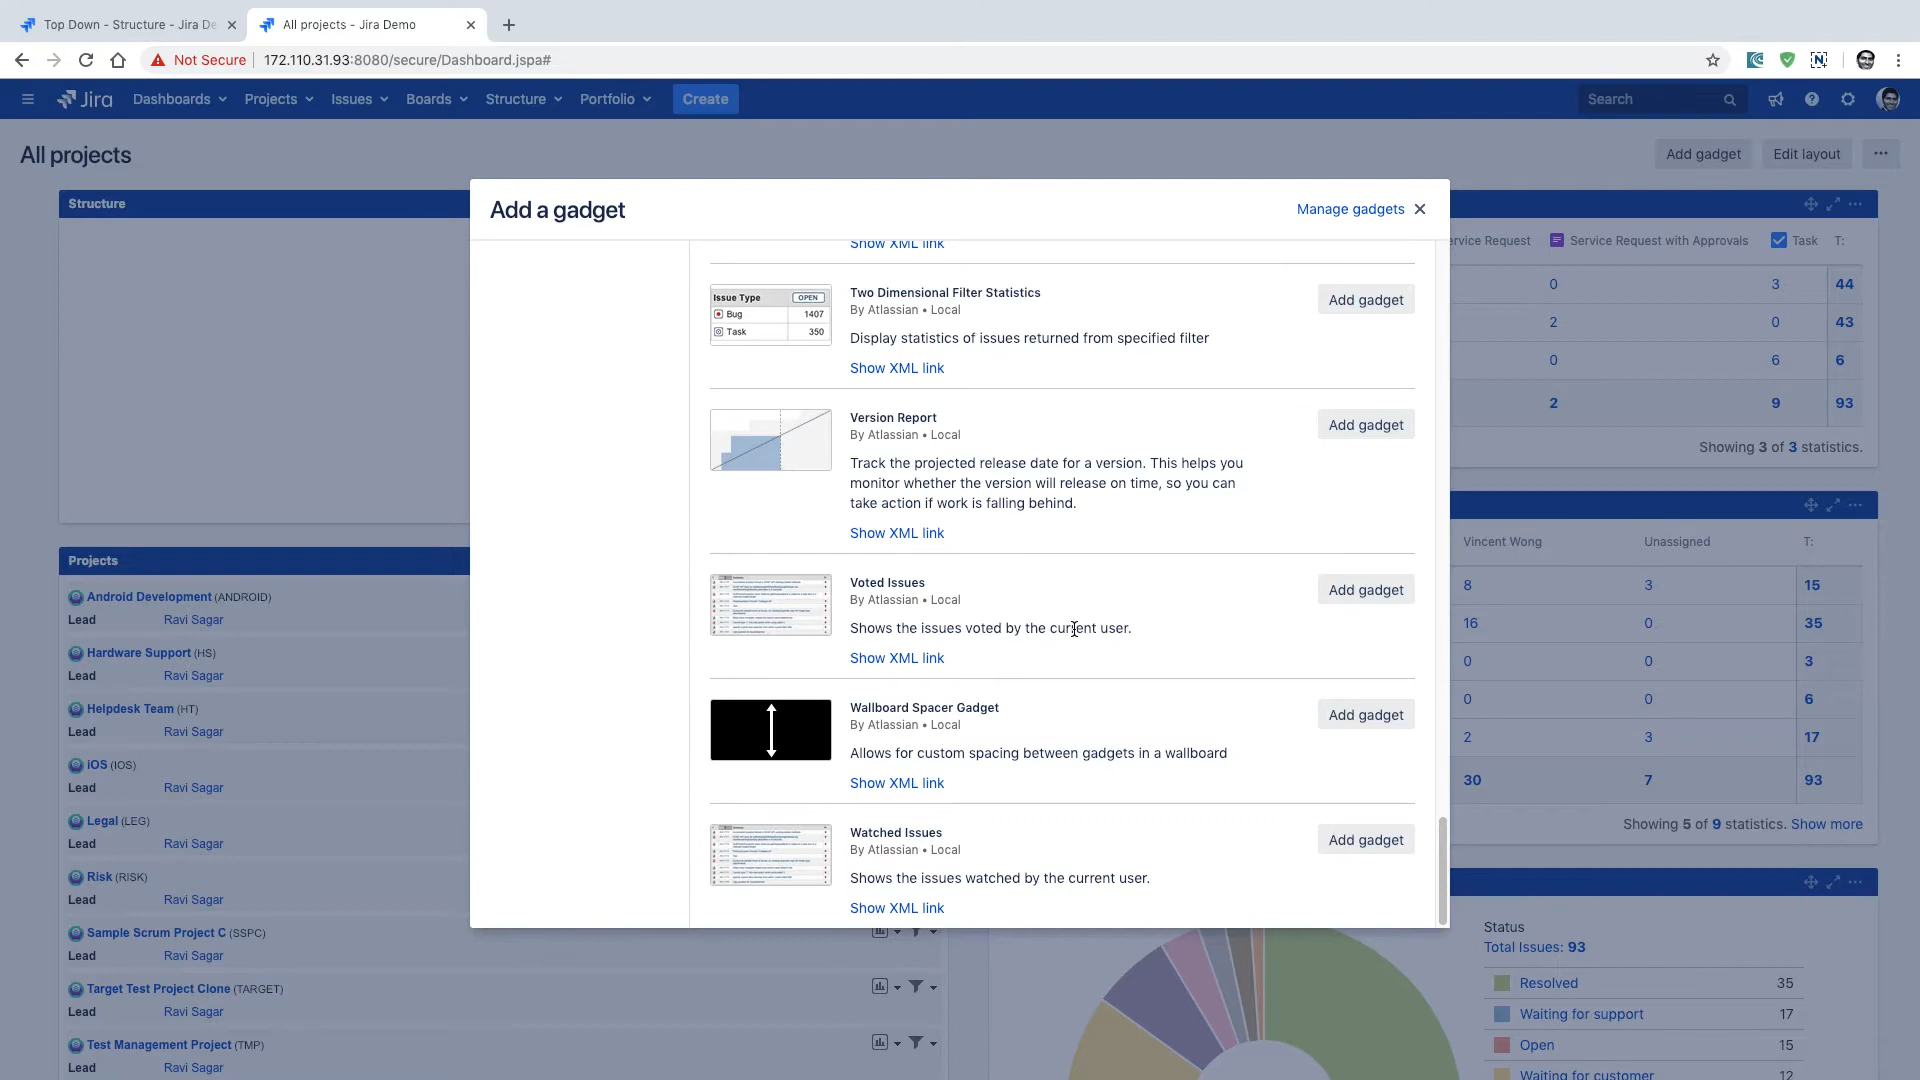 Top Down - Structure - Jira De
All projects - Jira Demo
Not Secure
172.110.31.93:8080/secure/Dashboard.jspa#
Jira
Dashboards
Projects
Issues
Boards
Structure
Portfolio
Create
Search
All projects
Add gadget
Edit layout
Structure
Add a gadget
Manage gadgets
Show XML link
Issue Type OPEN
Bug 1407
Task 350
Two Dimensional Filter Statistics
By Atlassian • Local
Display statistics of issues returned from specified filter
Show XML link
Add gadget
Version Report
By Atlassian • Local
Track the projected release date for a version. This helps you
monitor whether the version will release on time, so you can
take action if work is falling behind.
Show XML link
Add gadget
Voted Issues
By Atlassian • Local
Shows the issues voted by the current user.
Show XML link
Add gadget
Wallboard Spacer Gadget
By Atlassian • Local
Allows for custom spacing between gadgets in a wallboard
Show XML link
Add gadget
Watched Issues
By Atlassian • Local
Shows the issues watched by the current user.
Show XML link
Add gadget
Projects
Android Development (ANDROID)
Lead Ravi Sagar
Hardware Support (HS)
Lead Ravi Sagar
Helpdesk Team (HT)
Lead Ravi Sagar
iOS (IOS)
Lead Ravi Sagar
Legal (LEG)
Lead Ravi Sagar
Risk (RISK)
Lead Ravi Sagar
Sample Scrum Project C (SSPC)
Lead Ravi Sagar
Target Test Project Clone (TARGET)
Lead Ravi Sagar
Test Management Project (TMP)
Lead Ravi Sagar
ervice Request Service Request with Approvals Task T:
0 3 44
2 0 43
0 6 6
2 9 93
Showing 3 of 3 statistics.
Vincent Wong Unassigned T:
8 3 15
16 0 35
0 0 3
0 0 6
2 3 17
30 7 93
Showing 5 of 9 statistics. Show more
Status
Total Issues: 93
Resolved 35
Waiting for support 17
Open 15
Waiting for customer 12